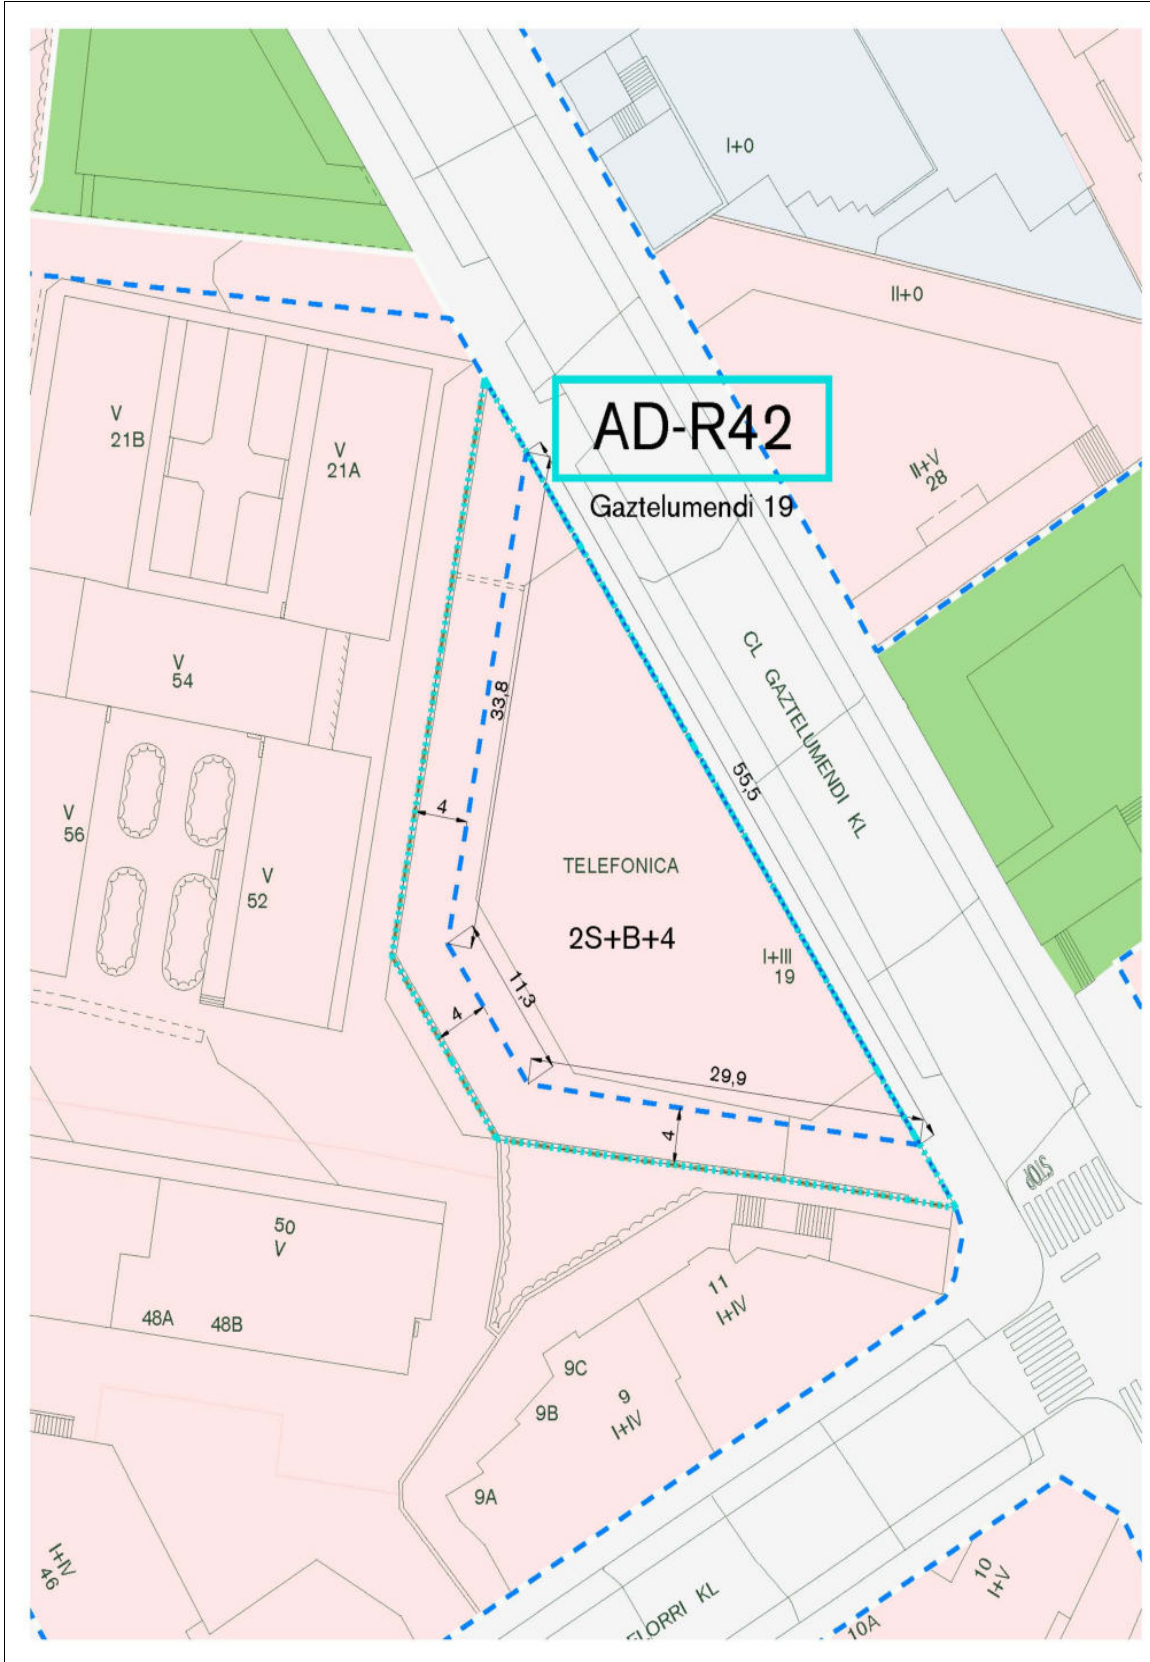 I+0
II+0
AD-R42
Gaztelumendi 19
V
21B
V
21A
II+V
28
CL GAZTELUMENDI KL
V
54
33,8
55,5
4
V
56
V
52
TELEFONICA
2S+B+4
I+III
19
11,3
4
29,9
4
STOP
50
V
48A
48B
11
I+IV
9C
9
I+IV
9B
9A
I+IV
46
10
I+V
10A
ELORRI KL